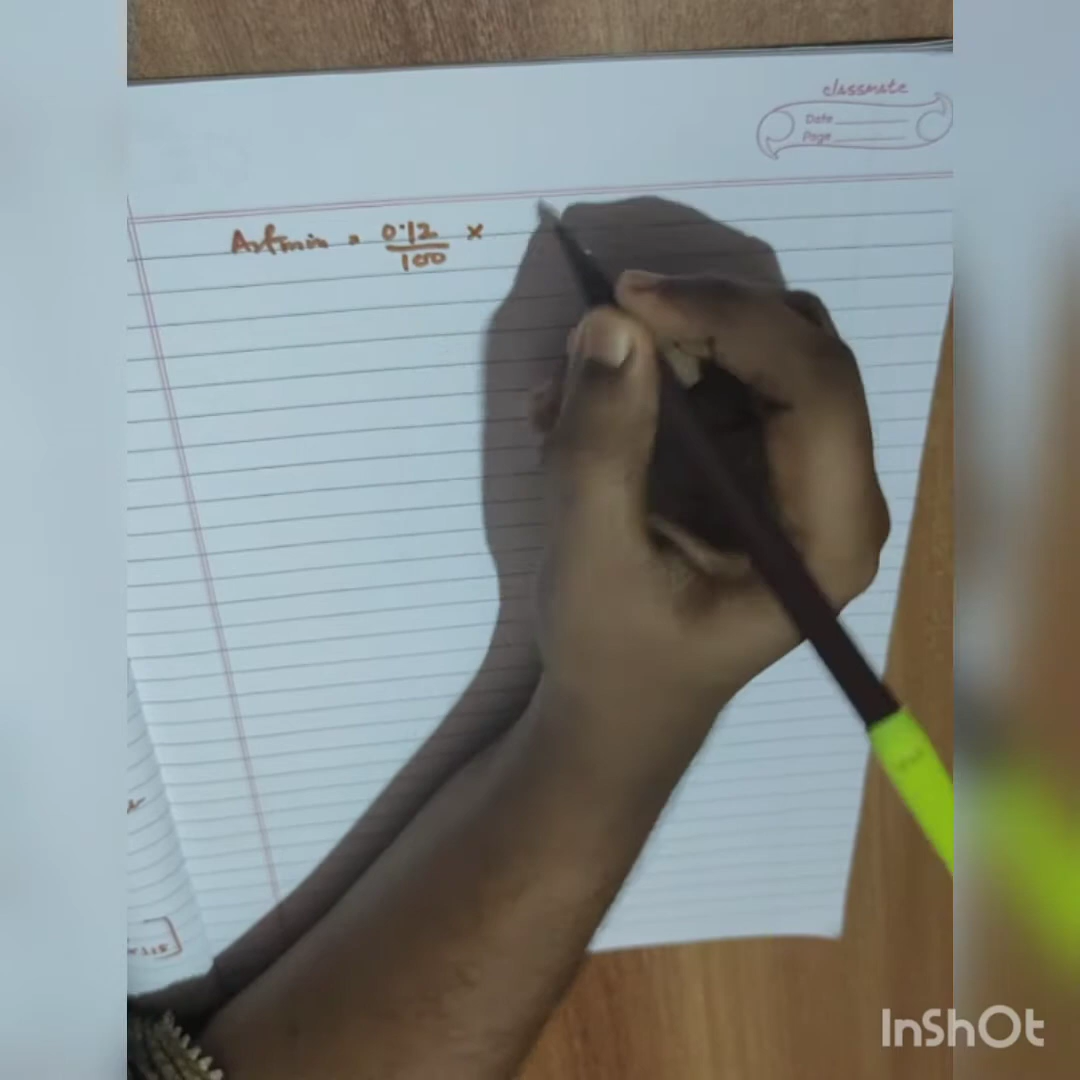 classmate
Date
Page
Astmin = 0.12/100 ×
InShOt